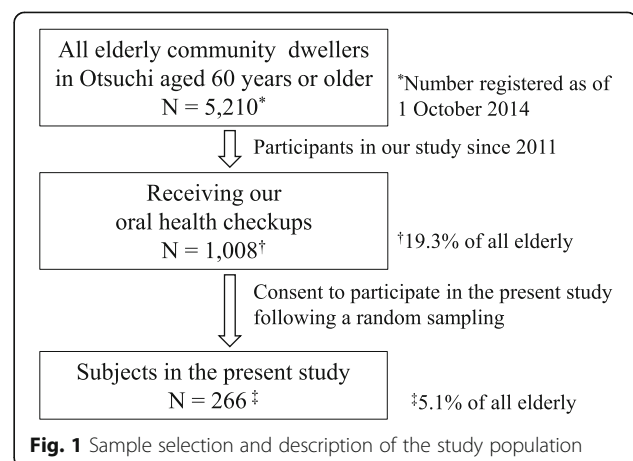 All elderly community dwellers
in Otsuchi aged 60 years or older
N = 5,210*
*Number registered as of
1 October 2014
Participants in our study since 2011
Receiving our
oral health checkups
N = 1,008†
†19.3% of all elderly
Consent to participate in the present study
following a random sampling
Subjects in the present study
N = 266 ‡
‡5.1% of all elderly
Fig. 1 Sample selection and description of the study population